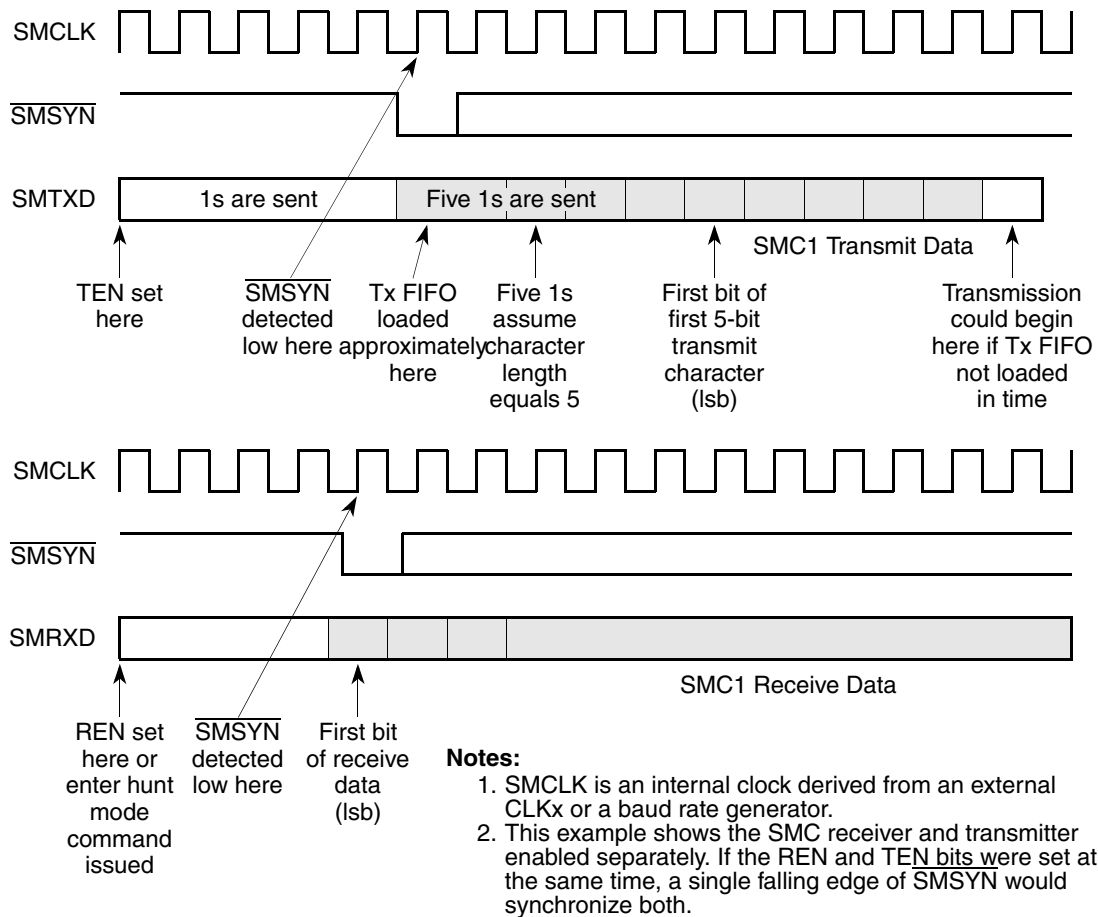 SMCLK
SMSYN
SMTXD
1s are sent
Five 1s are sent
SMC1 Transmit Data
TEN set
here
SMSYN
detected
low here
Tx FIFO
loaded
approximately
here
Five 1s
assume
character
length
equals 5
First bit of
first 5-bit
transmit
character
(lsb)
Transmission
could begin
here if Tx FIFO
not loaded
in time
SMCLK
SMSYN
SMRXD
SMC1 Receive Data
REN set
here or
enter hunt
mode
command
issued
SMSYN
detected
low here
First bit
of receive
data
(lsb)
Notes:
1. SMCLK is an internal clock derived from an external
CLKx or a baud rate generator.
2. This example shows the SMC receiver and transmitter
enabled separately. If the REN and TEN bits were set at
the same time, a single falling edge of SMSYN would
synchronize both.